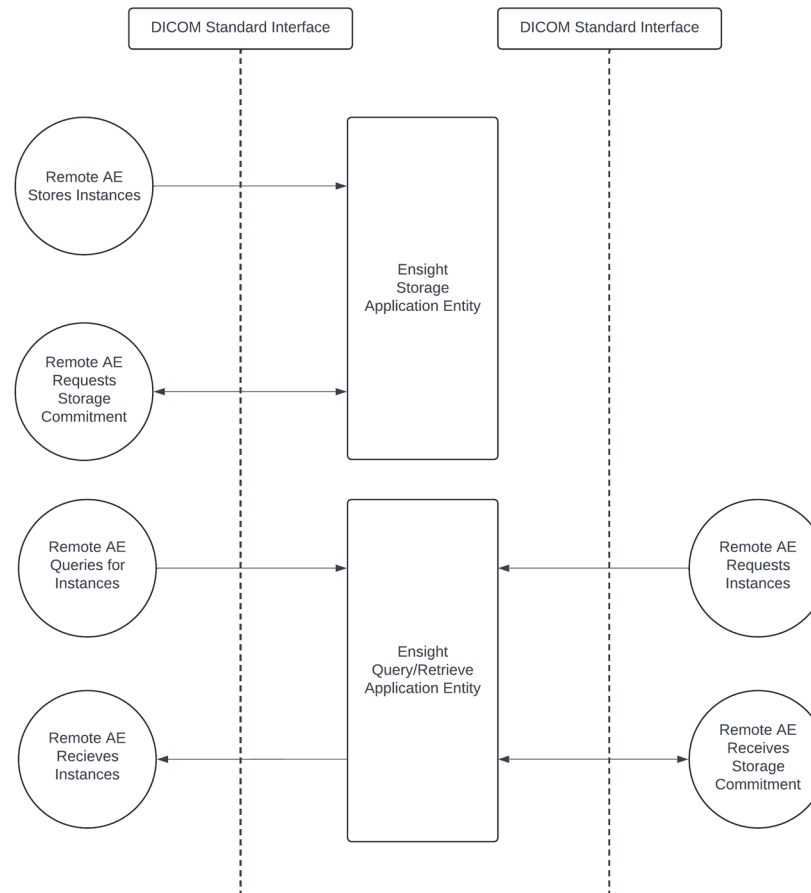 DICOM Standard Interface
DICOM Standard Interface
Remote AE
Stores Instances
Ensight
Storage
Application Entity
Remote AE
Requests
Storage
Commitment
Remote AE
Queries for
Instances
Remote AE
Requests
Instances
Ensight
Query/Retrieve
Application Entity
Remote AE
Recieves
Instances
Remote AE
Receives
Storage
Commitment